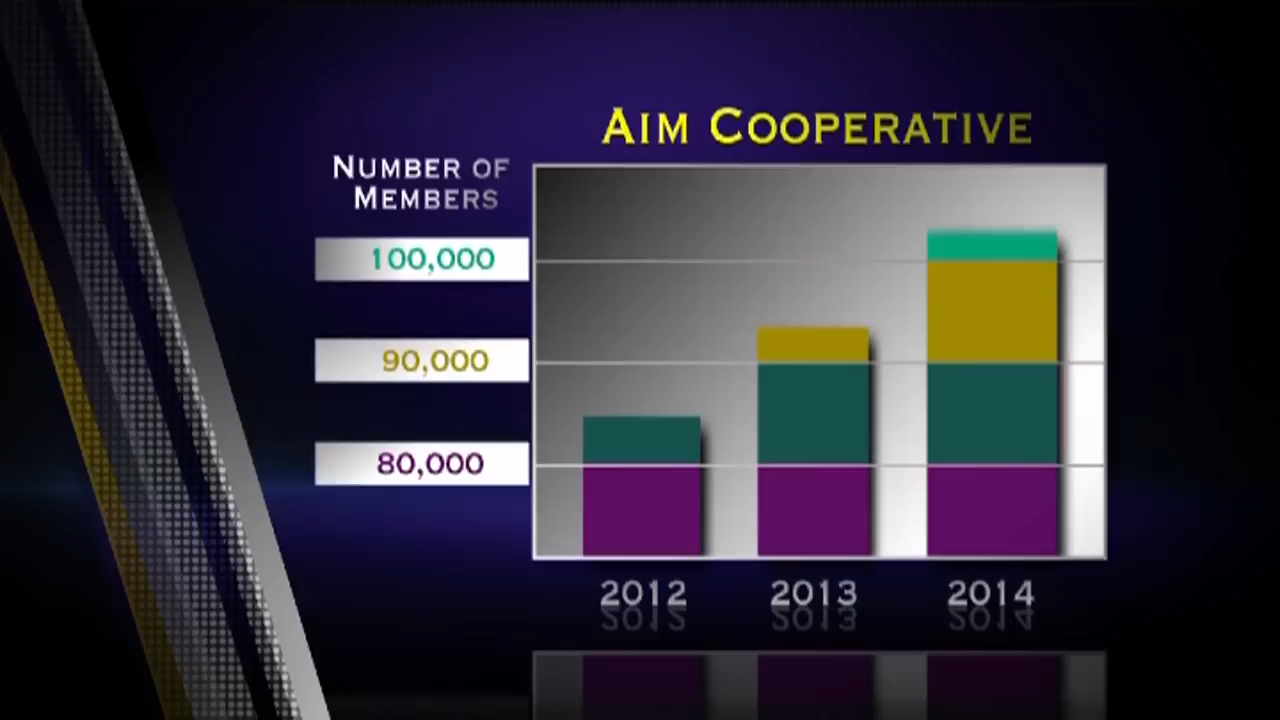 AIM COOPERATIVE
NUMBER OF
MEMBERS
100,000
90,000
80,000
2012 2013 2014